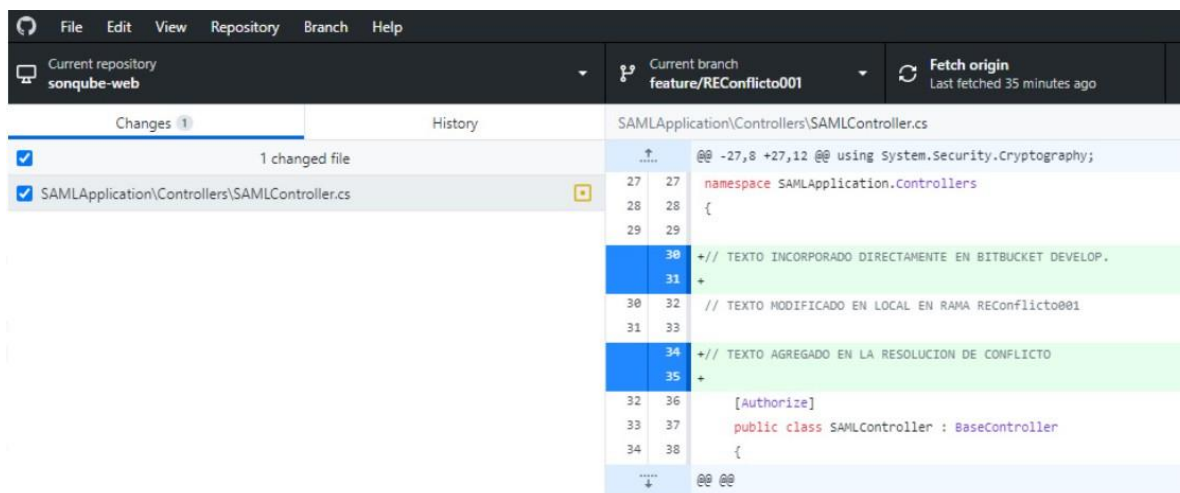 File Edit View Repository Branch Help
Current repository
sonqube-web
Current branch
feature/REConflicto001
Fetch origin
Last fetched 35 minutes ago
Changes 1 History
1 changed file
SAMLApplication\Controllers\SAMLController.cs
SAMLApplication\Controllers\SAMLController.cs
@@ -27,8 +27,12 @@ using System.Security.Cryptography;
27 27 namespace SAMLApplication.Controllers
28 28 {
29 29
30 +// TEXTO INCORPORADO DIRECTAMENTE EN BITBUCKET DEVELOP.
31 +
30 32 // TEXTO MODIFICADO EN LOCAL EN RAMA REConflicto001
31 33
34 +// TEXTO AGREGADO EN LA RESOLUCION DE CONFLICTO
35 +
32 36 [Authorize]
33 37 public class SAMLController : BaseController
34 38 {
@@ @@